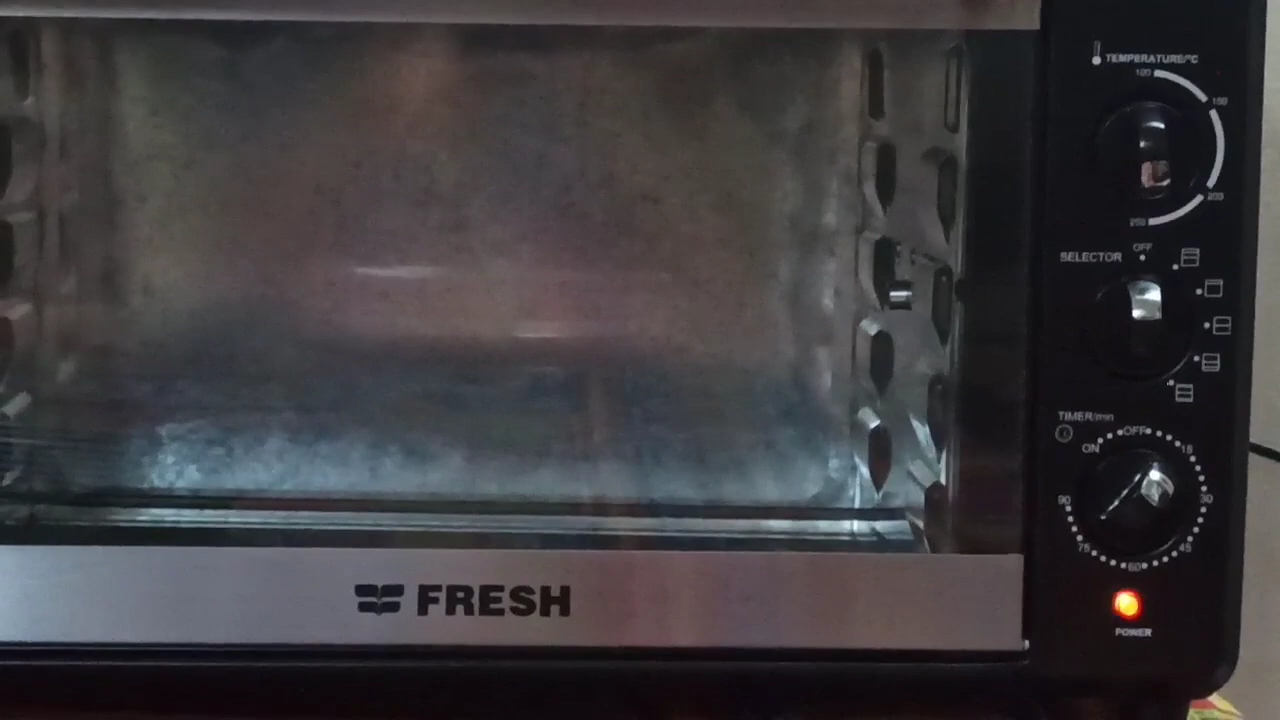 TEMPERATURE/°C
100
150
200
250
OFF
SELECTOR
TIMER/min
OFF
ON
15
90
30
75
45
60
POWER
FRESH